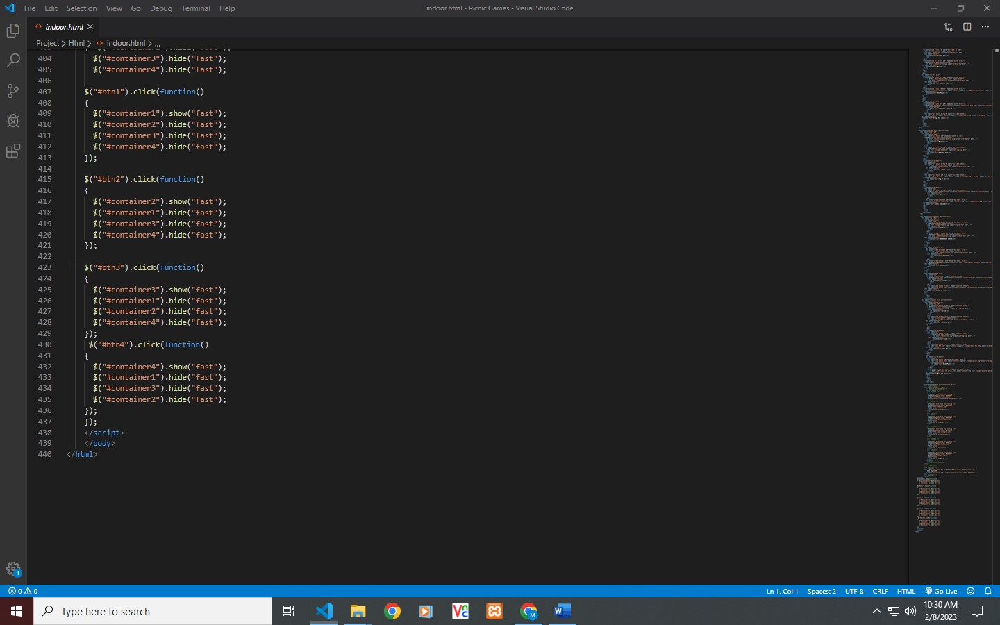 File Edit Selection View Go Debug Terminal Help
indoor.html - Picnic Games - Visual Studio Code
indoor.html
Project > Html > indoor.html > ...
404 $("#container3").hide("fast");
405 $("#container4").hide("fast");
406
407 $("#btn1").click(function()
408 {
409 $("#container1").show("fast");
410 $("#container2").hide("fast");
411 $("#container3").hide("fast");
412 $("#container4").hide("fast");
413 });
414
415 $("#btn2").click(function()
416 {
417 $("#container2").show("fast");
418 $("#container1").hide("fast");
419 $("#container3").hide("fast");
420 $("#container4").hide("fast");
421 });
422
423 $("#btn3").click(function()
424 {
425 $("#container3").show("fast");
426 $("#container1").hide("fast");
427 $("#container2").hide("fast");
428 $("#container4").hide("fast");
429 });
430 $("#btn4").click(function()
431 {
432 $("#container4").show("fast");
433 $("#container1").hide("fast");
434 $("#container3").hide("fast");
435 $("#container2").hide("fast");
436 });
437 });
438 </script>
439 </body>
440 </html>
1
0 0 Ln 1, Col 1 Spaces: 2 UTF-8 CRLF HTML Go Live
Type here to search
10:30 AM
2/8/2023